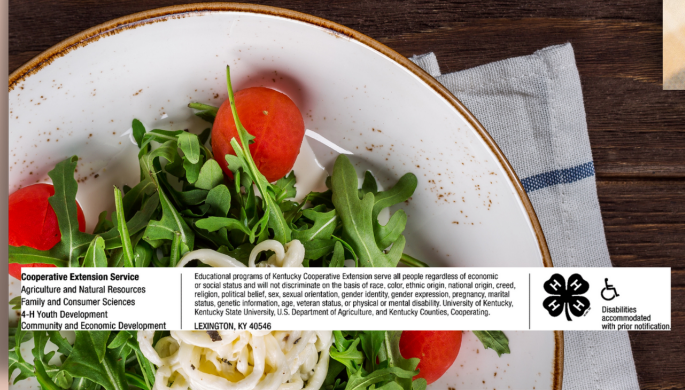 Cooperative Extension Service
Agriculture and Natural Resources
Family and Consumer Sciences
4-H Youth Development
Community and Economic Development
Educational programs of Kentucky Cooperative Extension serve all people regardless of economic
or social status and will not discriminate on the basis of race, color, ethnic origin, national origin, creed,
religion, political belief, sex, sexual orientation, gender identity, gender expression, pregnancy, marital
status, genetic information, age, veteran status, or physical or mental disability. University of Kentucky,
Kentucky State University, U.S. Department of Agriculture, and Kentucky Counties, Cooperating.
LEXINGTON, KY 40546
H H
H H
Disabilities
accommodated
with prior notification.